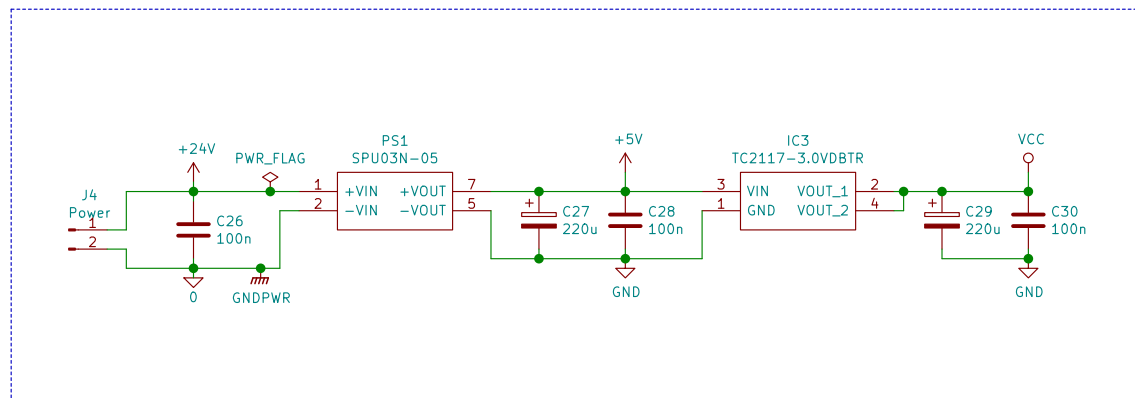 J4
Power
1
2
+24V
C26
100n
0
PWR_FLAG
GNDPWR
PS1
SPU03N-05
1
+VIN
+VOUT
7
2
-VIN
-VOUT
5
+
C27
220u
+5V
C28
100n
GND
IC3
TC2117-3.0VDBTR
3
VIN
VOUT_1
2
1
GND
VOUT_2
4
+
C29
220u
VCC
C30
100n
GND